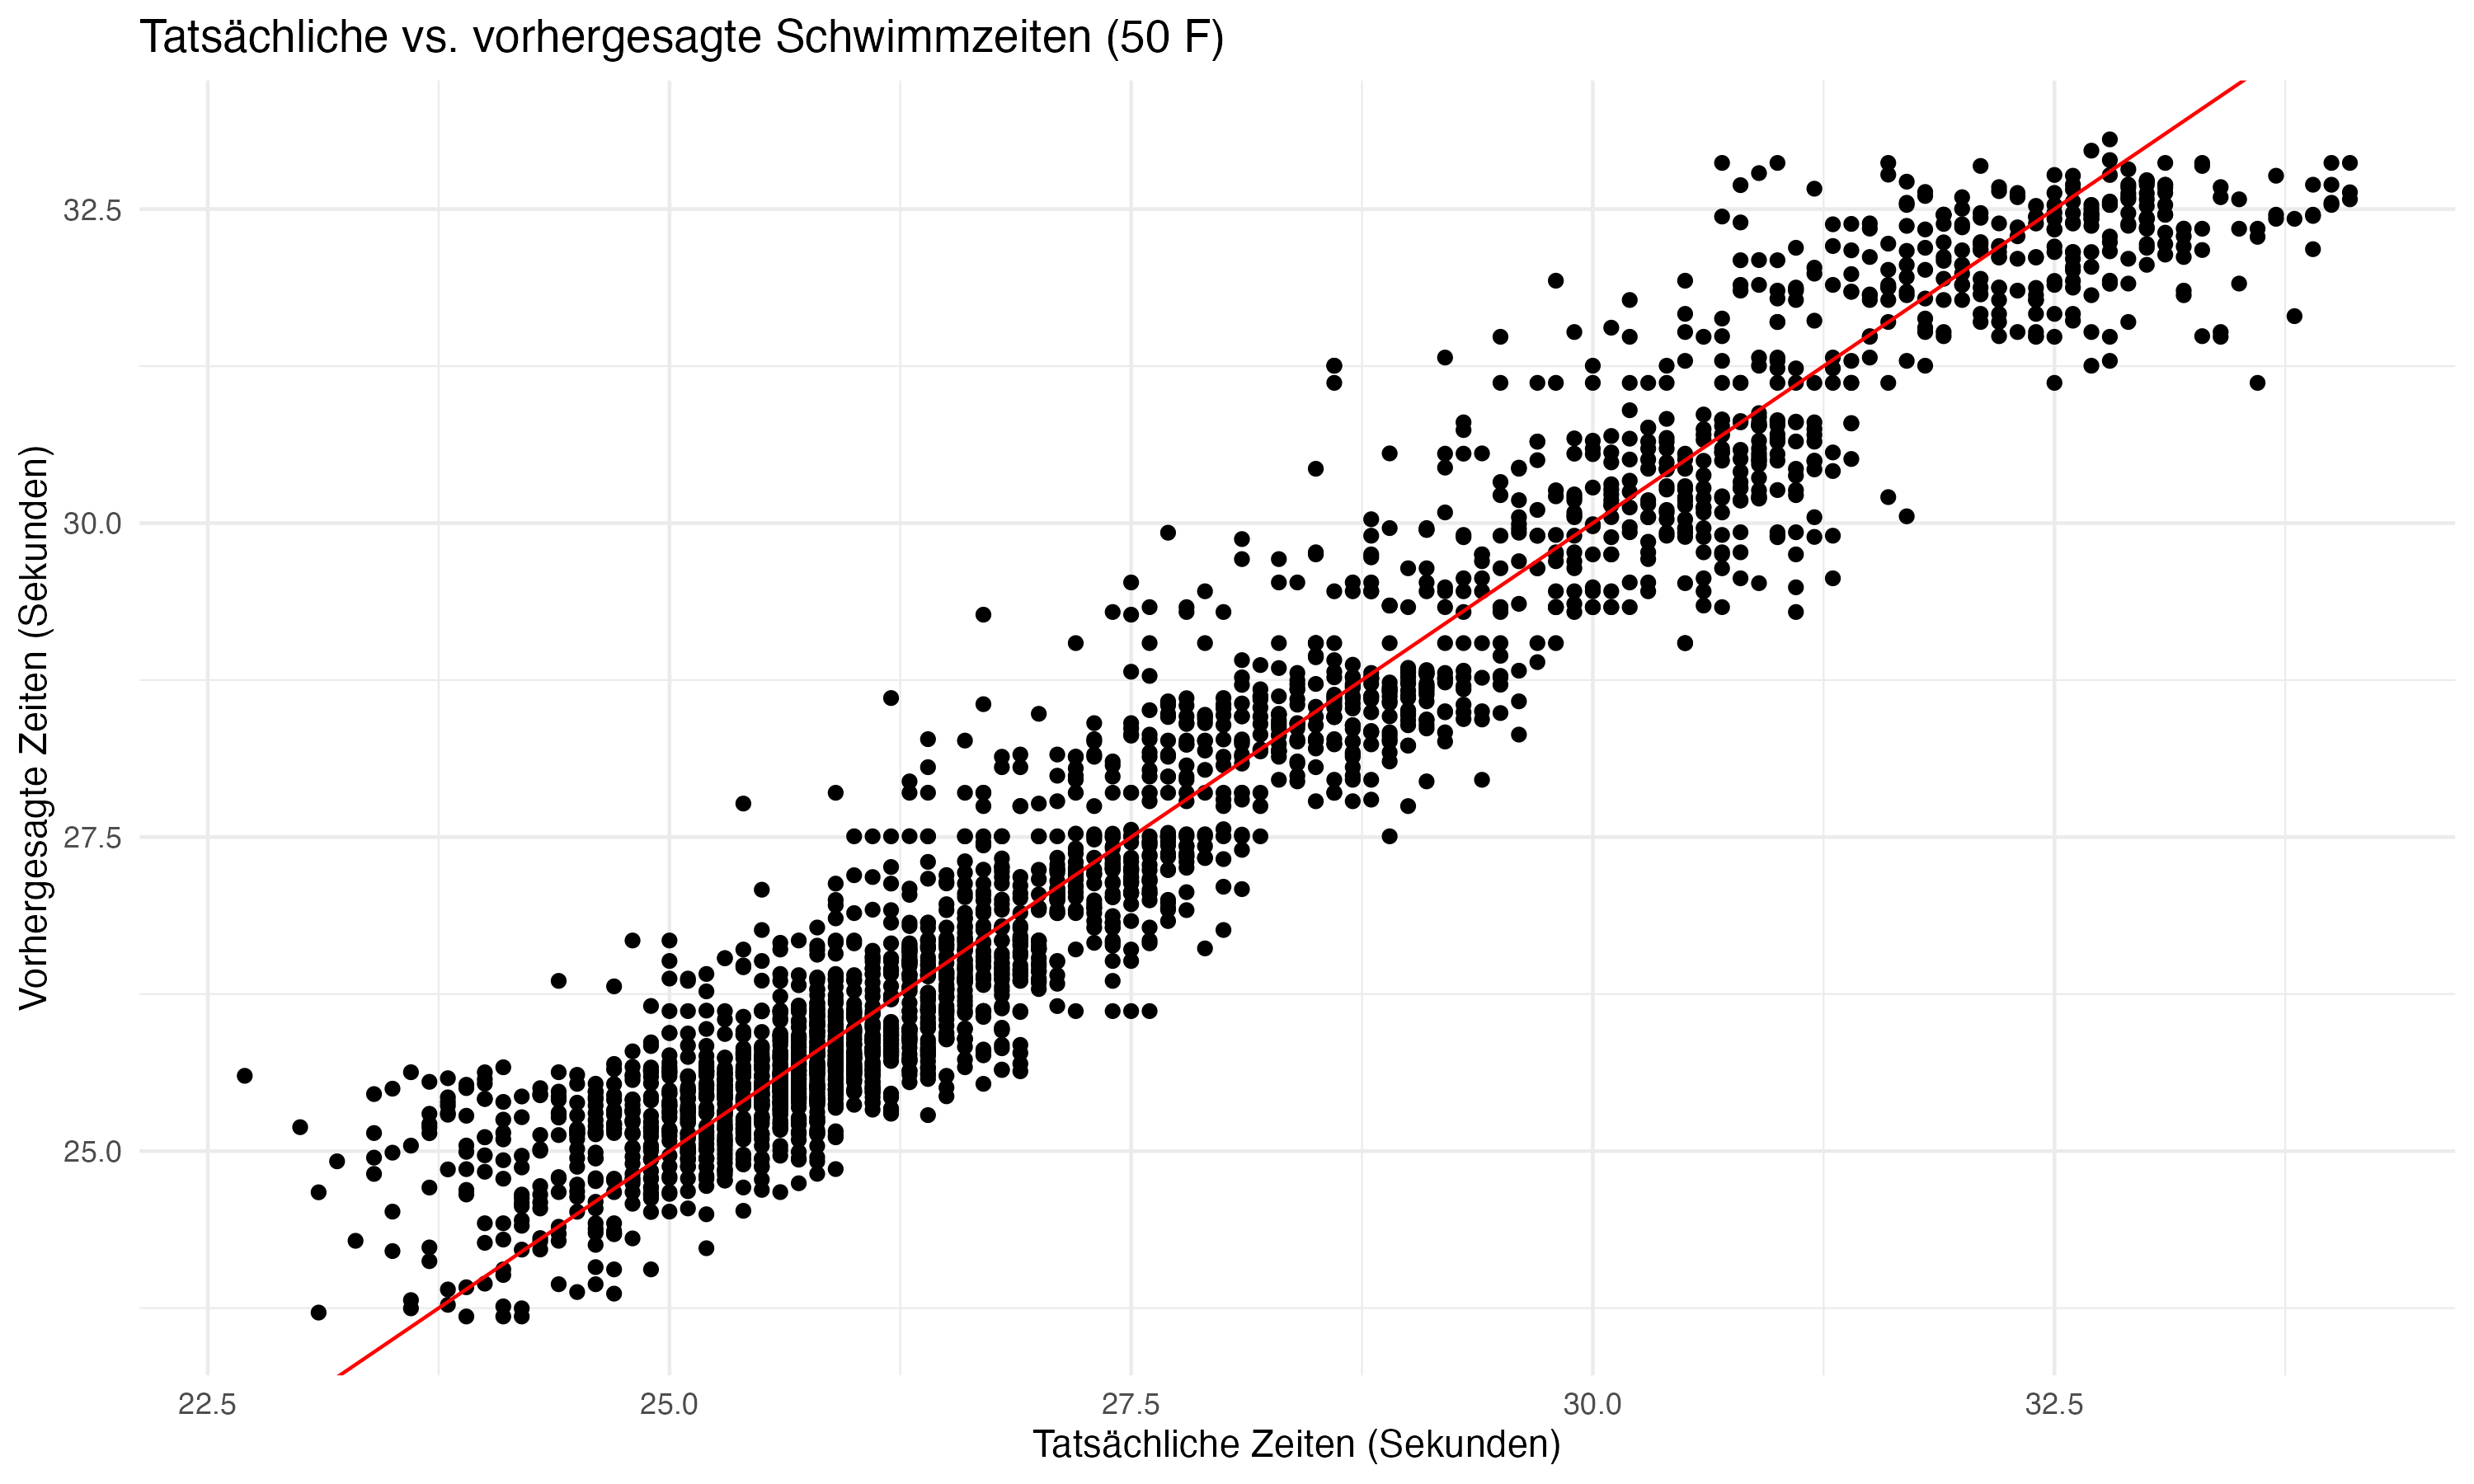 Tatsächliche vs. vorhergesagte Schwimmzeiten (50 F)
Vorhergesagte Zeiten (Sekunden)
32.5
30.0
27.5
25.0
22.5 25.0 27.5 30.0 32.5
Tatsächliche Zeiten (Sekunden)